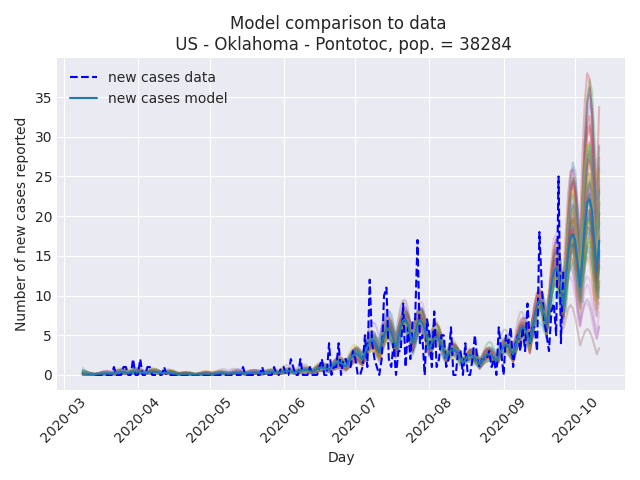 Model comparison to data
US - Oklahoma - Pontotoc, pop. = 38284
new cases data
new cases model
Number of new cases reported
35
30
25
20
15
10
5
0
2020-03
2020-04
2020-05
2020-06
2020-07
2020-08
2020-09
2020-10
Day